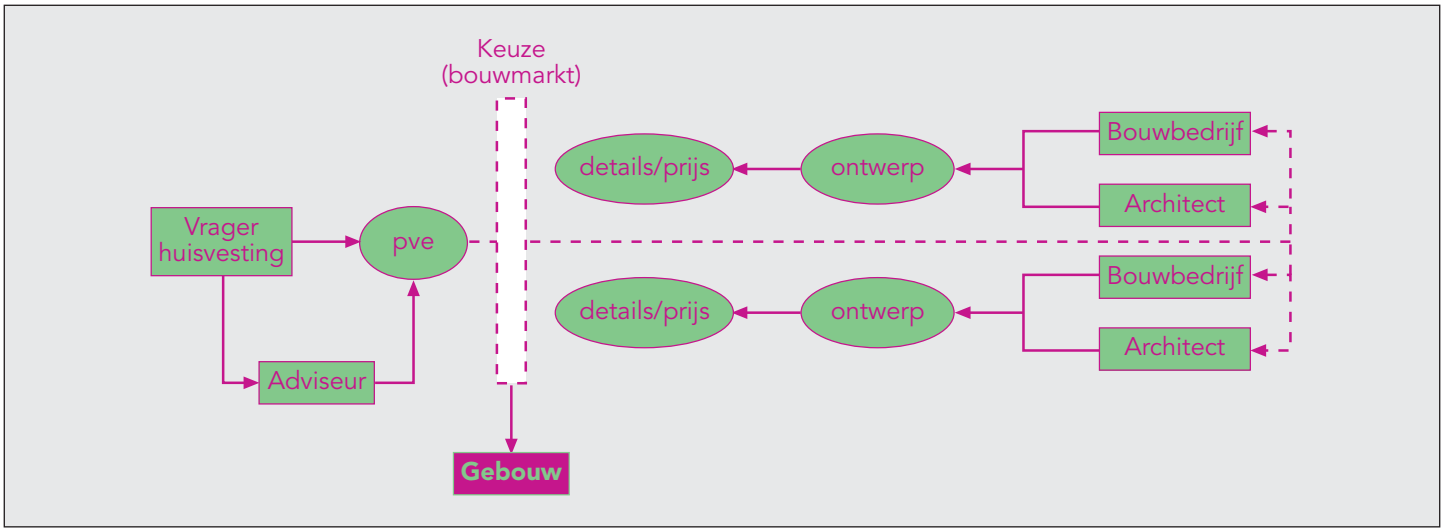 Keuze
(bouwmarkt)
details/prijs
ontwerp
Bouwbedrijf
Architect
Vrager
huisvesting
pve
Bouwbedrijf
details/prijs
ontwerp
Architect
Adviseur
Gebouw